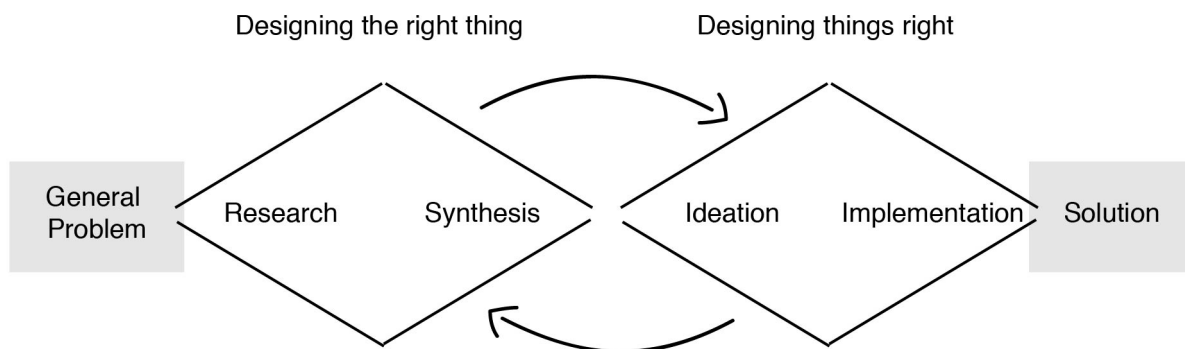 Designing the right thing
Designing things right
General
Problem
Research
Synthesis
Ideation
Implementation
Solution